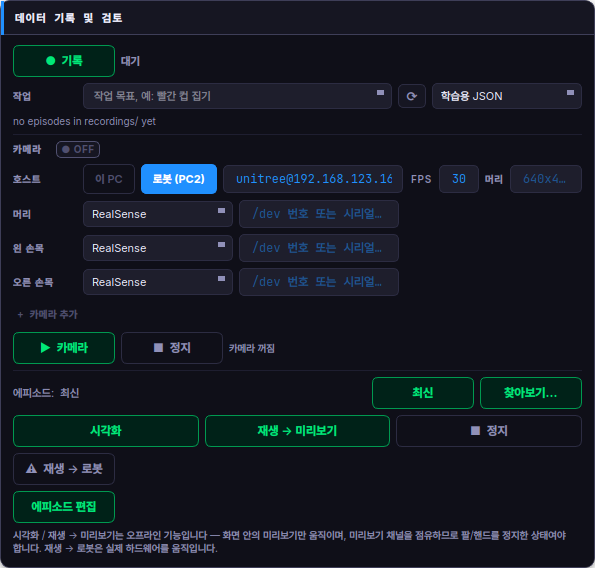 데이터 기록 및 검토
● 기록 대기
작업 작업 목표, 예: 빨간 컵 집기 ⟳ 학습용 JSON
no episodes in recordings/ yet
카메라 ● OFF
호스트 이 PC 로봇 (PC2) unitree@192.168.123.16 FPS 30 머리 640x4…
머리 RealSense /dev 번호 또는 시리얼…
왼 손목 RealSense /dev 번호 또는 시리얼…
오른 손목 RealSense /dev 번호 또는 시리얼…
+ 카메라 추가
▶ 카메라 ■ 정지 카메라 꺼짐
에피소드: 최신 최신 찾아보기…
시각화 재생 → 미리보기 ■ 정지
⚠ 재생 → 로봇
에피소드 편집
시각화 / 재생 → 미리보기는 오프라인 기능입니다 — 화면 안의 미리보기만 움직이며, 미리보기 채널을 점유하므로 팔/핸드를 정지한 상태여야
합니다. 재생 → 로봇은 실제 하드웨어를 움직입니다.